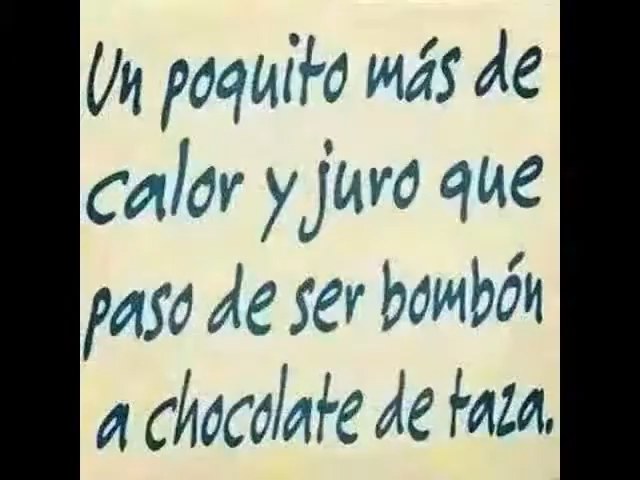 Un poquito más de
calor y juro que
paso de ser bombón
a chocolate de taza.